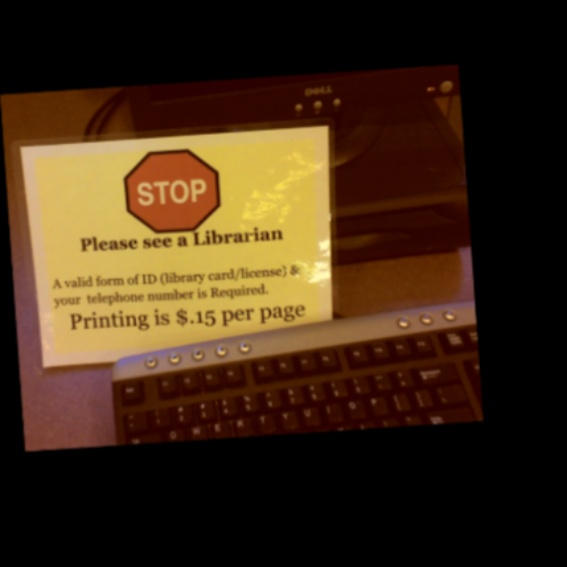 DELL
STOP
Please see a Librarian
A valid form of ID (library card/license) &
your telephone number is Required.
Printing is $.15 per page
Q W E R T Y U I O P